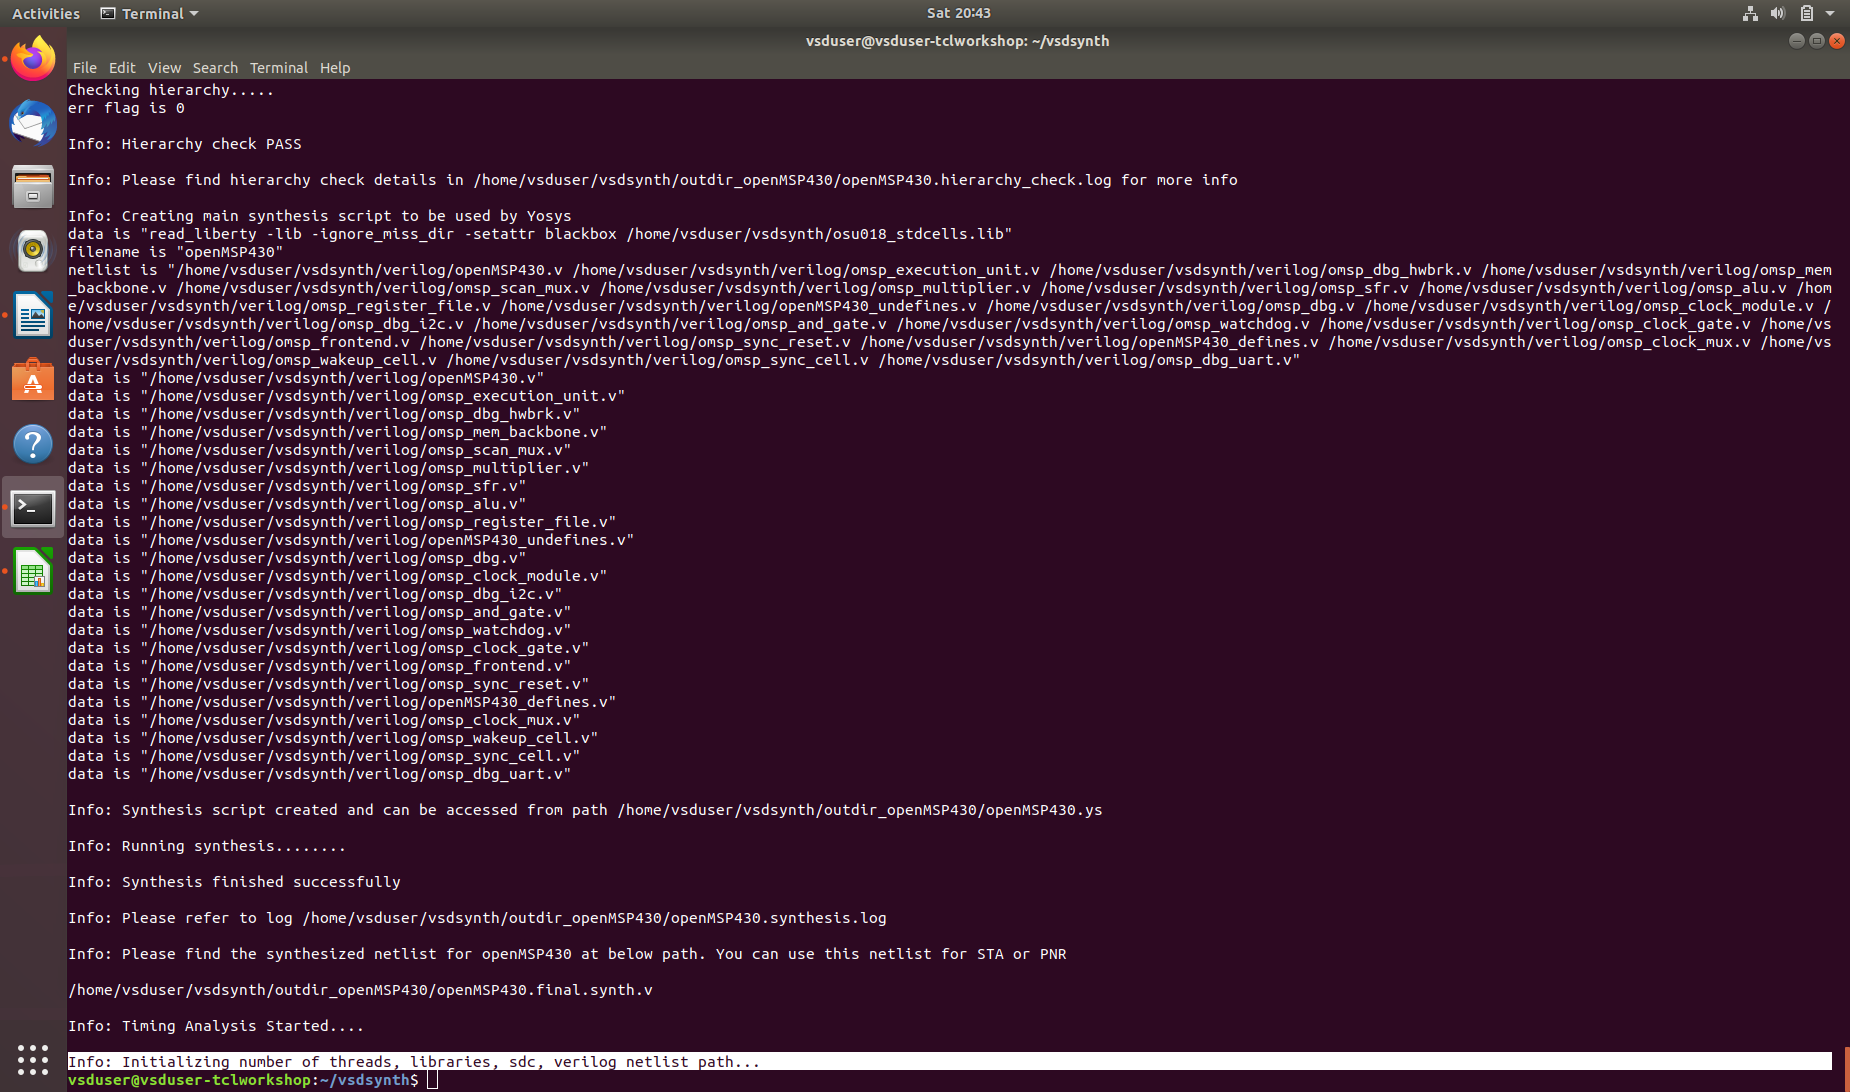 Activities
Terminal
Sat 20:43
vsduser@vsduser-tclworkshop: ~/vsdsynth
File Edit View Search Terminal Help
Checking hierarchy.....
err flag is 0
Info: Hierarchy check PASS
Info: Please find hierarchy check details in /home/vsduser/vsdsynth/outdir_openMSP430/openMSP430.hierarchy_check.log for more info
Info: Creating main synthesis script to be used by Yosys
data is "read_liberty -lib -ignore_miss_dir -setattr blackbox /home/vsduser/vsdsynth/osu018_stdcells.lib"
filename is "openMSP430"
netlist is "/home/vsduser/vsdsynth/verilog/openMSP430.v /home/vsduser/vsdsynth/verilog/omsp_execution_unit.v /home/vsduser/vsdsynth/verilog/omsp_dbg_hwbrk.v /home/vsduser/vsdsynth/verilog/omsp_mem
_backbone.v /home/vsduser/vsdsynth/verilog/omsp_scan_mux.v /home/vsduser/vsdsynth/verilog/omsp_multiplier.v /home/vsduser/vsdsynth/verilog/omsp_sfr.v /home/vsduser/vsdsynth/verilog/omsp_alu.v /hom
e/vsduser/vsdsynth/verilog/omsp_register_file.v /home/vsduser/vsdsynth/verilog/openMSP430_undefines.v /home/vsduser/vsdsynth/verilog/omsp_dbg.v /home/vsduser/vsdsynth/verilog/omsp_clock_module.v /
home/vsduser/vsdsynth/verilog/omsp_dbg_i2c.v /home/vsduser/vsdsynth/verilog/omsp_and_gate.v /home/vsduser/vsdsynth/verilog/omsp_watchdog.v /home/vsduser/vsdsynth/verilog/omsp_clock_gate.v /home/vs
duser/vsdsynth/verilog/omsp_frontend.v /home/vsduser/vsdsynth/verilog/omsp_sync_reset.v /home/vsduser/vsdsynth/verilog/openMSP430_defines.v /home/vsduser/vsdsynth/verilog/omsp_clock_mux.v /home/vs
duser/vsdsynth/verilog/omsp_wakeup_cell.v /home/vsduser/vsdsynth/verilog/omsp_sync_cell.v /home/vsduser/vsdsynth/verilog/omsp_dbg_uart.v"
data is "/home/vsduser/vsdsynth/verilog/openMSP430.v"
data is "/home/vsduser/vsdsynth/verilog/omsp_execution_unit.v"
data is "/home/vsduser/vsdsynth/verilog/omsp_dbg_hwbrk.v"
data is "/home/vsduser/vsdsynth/verilog/omsp_mem_backbone.v"
data is "/home/vsduser/vsdsynth/verilog/omsp_scan_mux.v"
data is "/home/vsduser/vsdsynth/verilog/omsp_multiplier.v"
data is "/home/vsduser/vsdsynth/verilog/omsp_sfr.v"
data is "/home/vsduser/vsdsynth/verilog/omsp_alu.v"
data is "/home/vsduser/vsdsynth/verilog/omsp_register_file.v"
data is "/home/vsduser/vsdsynth/verilog/openMSP430_undefines.v"
data is "/home/vsduser/vsdsynth/verilog/omsp_dbg.v"
data is "/home/vsduser/vsdsynth/verilog/omsp_clock_module.v"
data is "/home/vsduser/vsdsynth/verilog/omsp_dbg_i2c.v"
data is "/home/vsduser/vsdsynth/verilog/omsp_and_gate.v"
data is "/home/vsduser/vsdsynth/verilog/omsp_watchdog.v"
data is "/home/vsduser/vsdsynth/verilog/omsp_clock_gate.v"
data is "/home/vsduser/vsdsynth/verilog/omsp_frontend.v"
data is "/home/vsduser/vsdsynth/verilog/omsp_sync_reset.v"
data is "/home/vsduser/vsdsynth/verilog/openMSP430_defines.v"
data is "/home/vsduser/vsdsynth/verilog/omsp_clock_mux.v"
data is "/home/vsduser/vsdsynth/verilog/omsp_wakeup_cell.v"
data is "/home/vsduser/vsdsynth/verilog/omsp_sync_cell.v"
data is "/home/vsduser/vsdsynth/verilog/omsp_dbg_uart.v"
Info: Synthesis script created and can be accessed from path /home/vsduser/vsdsynth/outdir_openMSP430/openMSP430.ys
Info: Running synthesis........
Info: Synthesis finished successfully
Info: Please refer to log /home/vsduser/vsdsynth/outdir_openMSP430/openMSP430.synthesis.log
Info: Please find the synthesized netlist for openMSP430 at below path. You can use this netlist for STA or PNR
/home/vsduser/vsdsynth/outdir_openMSP430/openMSP430.final.synth.v
Info: Timing Analysis Started....
Info: Initializing number of threads, libraries, sdc, verilog netlist path...
vsduser@vsduser-tclworkshop:~/vsdsynth$